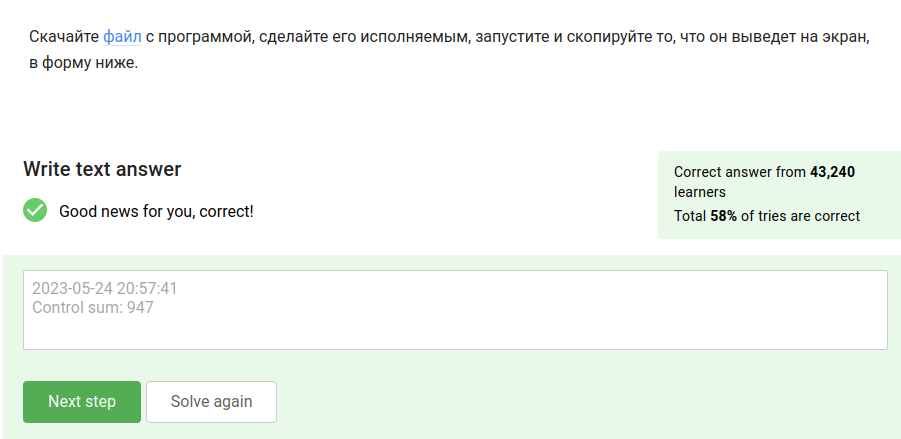 Скачайте файл с программой, сделайте его исполняемым, запустите и скопируйте то, что он выведет на экран,
в форму ниже.
Write text answer
Good news for you, correct!
Correct answer from 43,240
learners
Total 58% of tries are correct
2023-05-24 20:57:41
Control sum: 947
Next step
Solve again